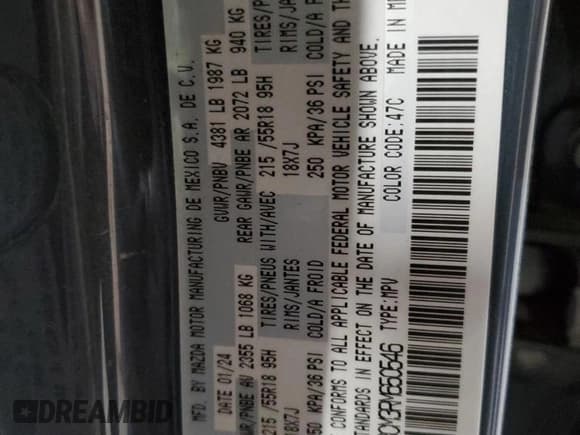 MFD. BY MAZDA MOTOR MANUFACTURING DE MEXICO S.A. DE C.V.
DATE 01/24 GVWR/PNBV 4381 LB 1987 KG
GAWR/PNBE AV 2355 LB 1068 KG REAR GAWR/PNBE AR 2072 LB 940 KG
215 /55R18 95H TIRES/PNEUS WITH/AVEC 215 /55R18 95H TIRES/
18X7J RIMS/JANTES 18X7J RIMS/
250 KPA/36 PSI COLD/A FROID 250 KPA/36 PSI COLD/A
CONFORMS TO ALL APPLICABLE FEDERAL MOTOR VEHICLE SAFETY AND
STANDARDS IN EFFECT ON THE DATE OF MANUFACTURE SHOWN ABOVE.
TYPE:MPV COLOR CODE:47C MADE IN
DREAMBID